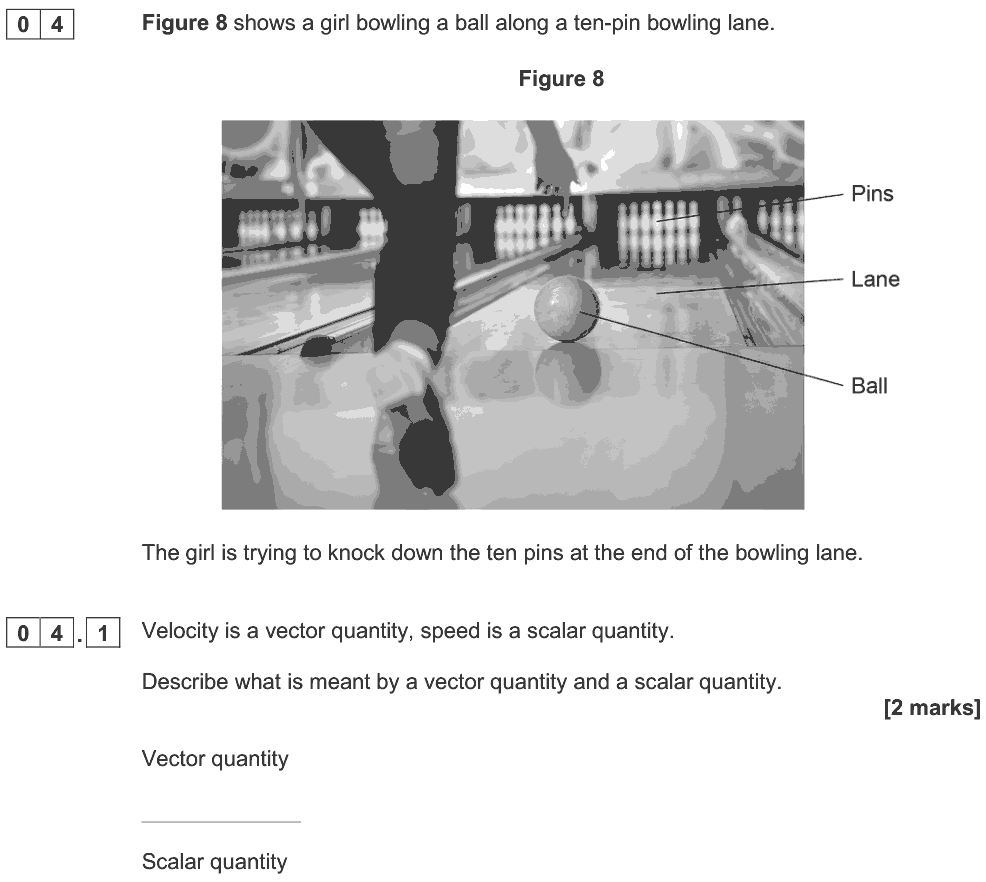 0 4 Figure 8 shows a girl bowling a ball along a ten-pin bowling lane.
Figure 8
Pins
Lane
Ball
The girl is trying to knock down the ten pins at the end of the bowling lane.
0 4 . 1 Velocity is a vector quantity, speed is a scalar quantity.
Describe what is meant by a vector quantity and a scalar quantity.
[2 marks]
Vector quantity
Scalar quantity